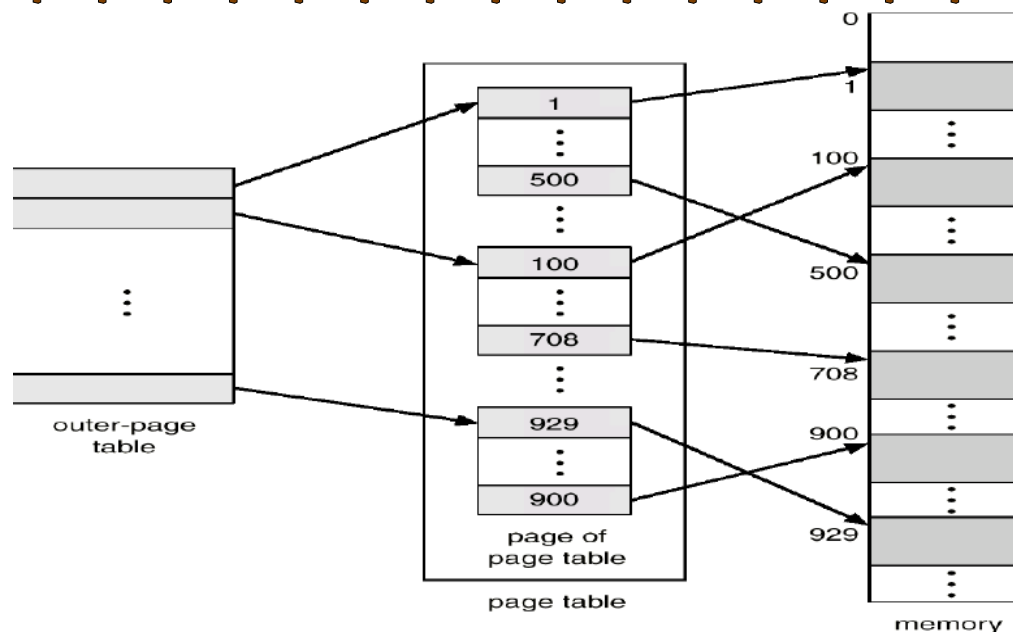 outer-page
table
1
500
100
708
929
900
page of
page table
page table
0
1
100
500
708
900
929
memory